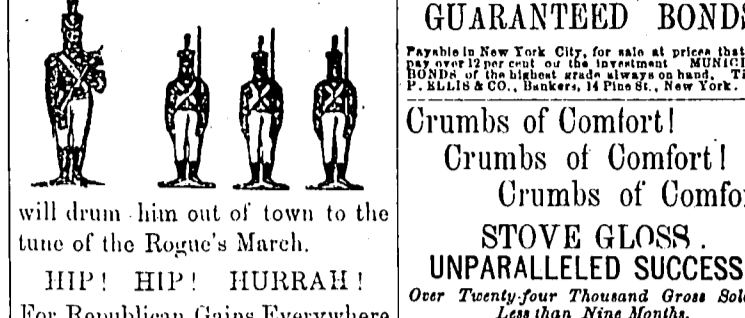 will drum him out of town to the
tune of the Rogue's March.
HIP! HIP! HURRAH!
For Republican Gains Everywhere
GUARANTEED BONDS
Payable in New York City, for sale at prices that
pay over 12 per cent on the investment MUNICI
BONDS of the highest grade always on hand. T
P. ELLIS & CO., Bankers, 14 Pine St., New York.
Crumbs of Comfort!
Crumbs of Comfort!
Crumbs of Comfo
STOVE GLOSS.
UNPARALLELED SUCCESS
Over Twenty-four Thousand Gross Sol
Less than Nine Months.